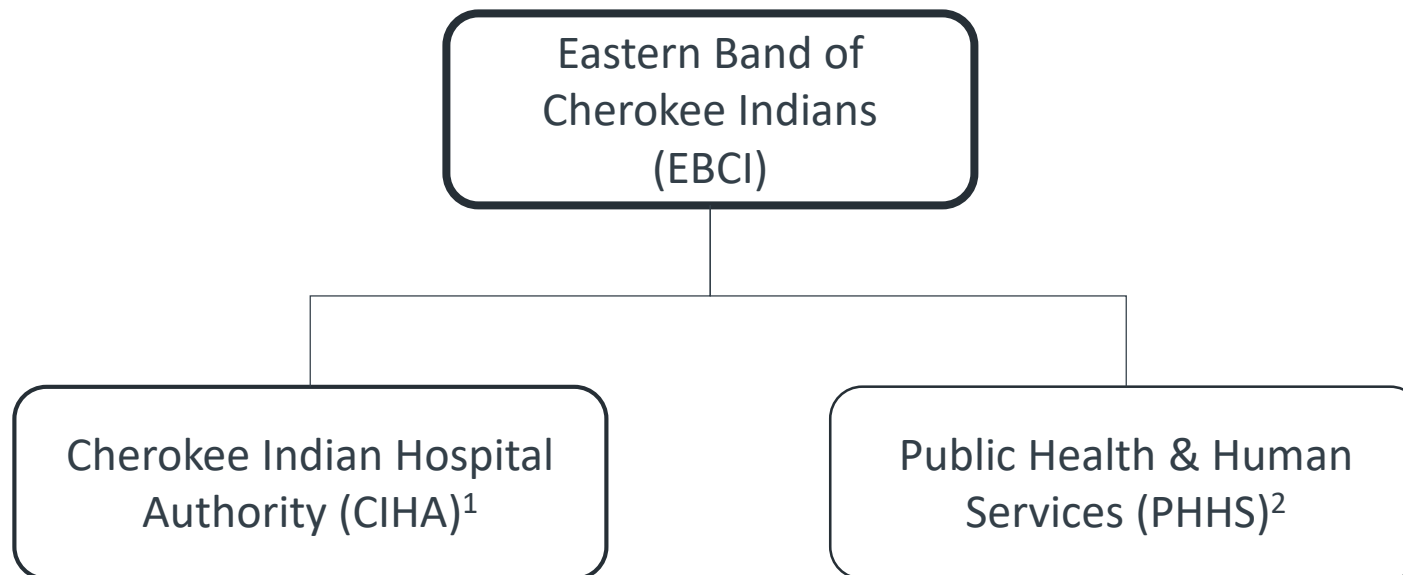 Eastern Band of
Cherokee Indians
(EBCI)
Cherokee Indian Hospital
Authority (CIHA)¹
Public Health & Human
Services (PHHS)²